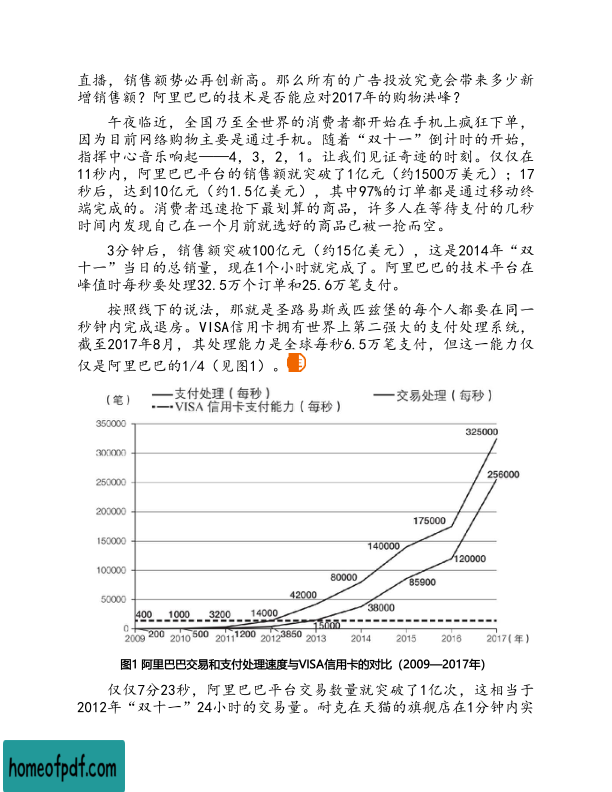 直播，销售额势必再创新高。那么所有的广告投放究竟会带来多少新
增销售额？阿里巴巴的技术是否能应对2017年的购物洪峰？
午夜临近，全国乃至全世界的消费者都开始在手机上疯狂下单，
因为目前网络购物主要是通过手机。随着“双十一”倒计时的开始，
指挥中心音乐响起——4，3，2，1。让我们见证奇迹的时刻。仅仅在
11秒内，阿里巴巴平台的销售额就突破了1亿元（约1500万美元）；17
秒后，达到10亿元（约1.5亿美元），其中97%的订单都是通过移动终
端完成的。消费者迅速抢下最划算的商品，许多人在等待支付的几秒
时间内发现自己在一个月前就选好的商品已被一抢而空。
3分钟后，销售额突破100亿元（约15亿美元），这是2014年“双
十一”当日的总销量，现在1个小时就完成了。阿里巴巴的技术平台在
峰值时每秒要处理32.5万个订单和25.6万笔支付。
按照线下的说法，那就是圣路易斯或匹兹堡的每个人都要在同一
秒钟内完成退房。VISA信用卡拥有世界上第二强大的支付处理系统，
截至2017年8月，其处理能力是全球每秒6.5万笔支付，但这一能力仅
仅是阿里巴巴的1/4（见图1）。
（笔） 支付处理（每秒） 交易处理（每秒）
VISA 信用卡支付能力（每秒）
350000
325000
300000
256000
250000
200000
175000
150000
140000
120000
100000
80000
85900
50000
42000
38000
400 1000 3200 14000
15000
0
200 500 1200 3850
2009 2010 2011 2012 2013 2014 2015 2016 2017（年）
图1 阿里巴巴交易和支付处理速度与VISA信用卡的对比（2009—2017年）
仅仅7分23秒，阿里巴巴平台交易数量就突破了1亿次，这相当于
2012年“双十一”24小时的交易量。耐克在天猫的旗舰店在1分钟内实
homeofpdf.com